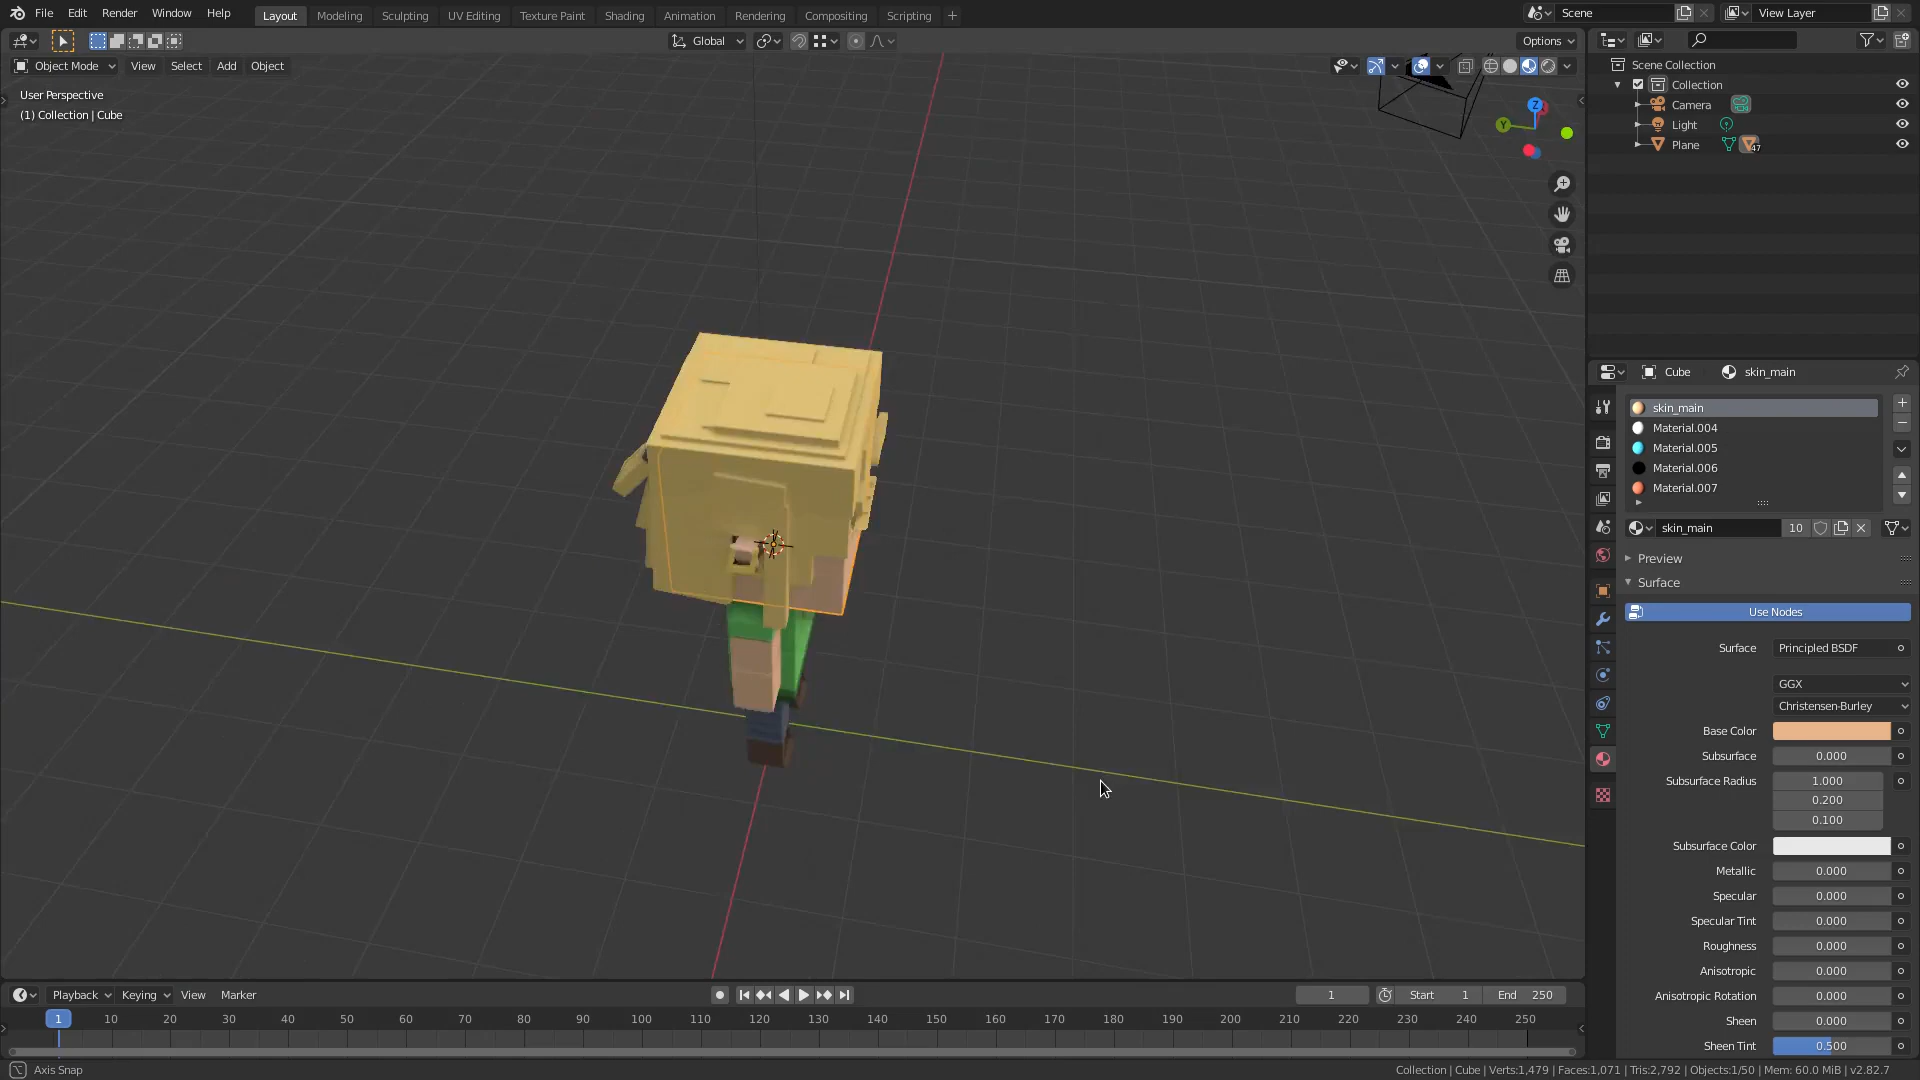 File Edit Render Window Help Layout Modeling Sculpting UV Editing Texture Paint Shading Animation Rendering Compositing Scripting + Scene View Layer
Global Options
Object Mode View Select Add Object
User Perspective
(1) Collection | Cube
Z
Y
Scene Collection
Collection
Camera
Light
Plane 47
Cube skin_main
skin_main
Material.004
Material.005
Material.006
Material.007
skin_main 10
Preview
Surface
Use Nodes
Surface Principled BSDF
GGX
Christensen-Burley
Base Color
Subsurface 0.000
Subsurface Radius 1.000
0.200
0.100
Subsurface Color
Metallic 0.000
Specular 0.000
Specular Tint 0.000
Roughness 0.000
Anisotropic 0.000
Anisotropic Rotation 0.000
Sheen 0.000
Sheen Tint 0.500
Playback Keying View Marker 1 Start 1 End 250
1 10 20 30 40 50 60 70 80 90 100 110 120 130 140 150 160 170 180 190 200 210 220 230 240 250
Axis Snap Collection | Cube | Verts:1,479 | Faces:1,071 | Tris:2,792 | Objects:1/50 | Mem: 60.0 MiB | v2.82.7